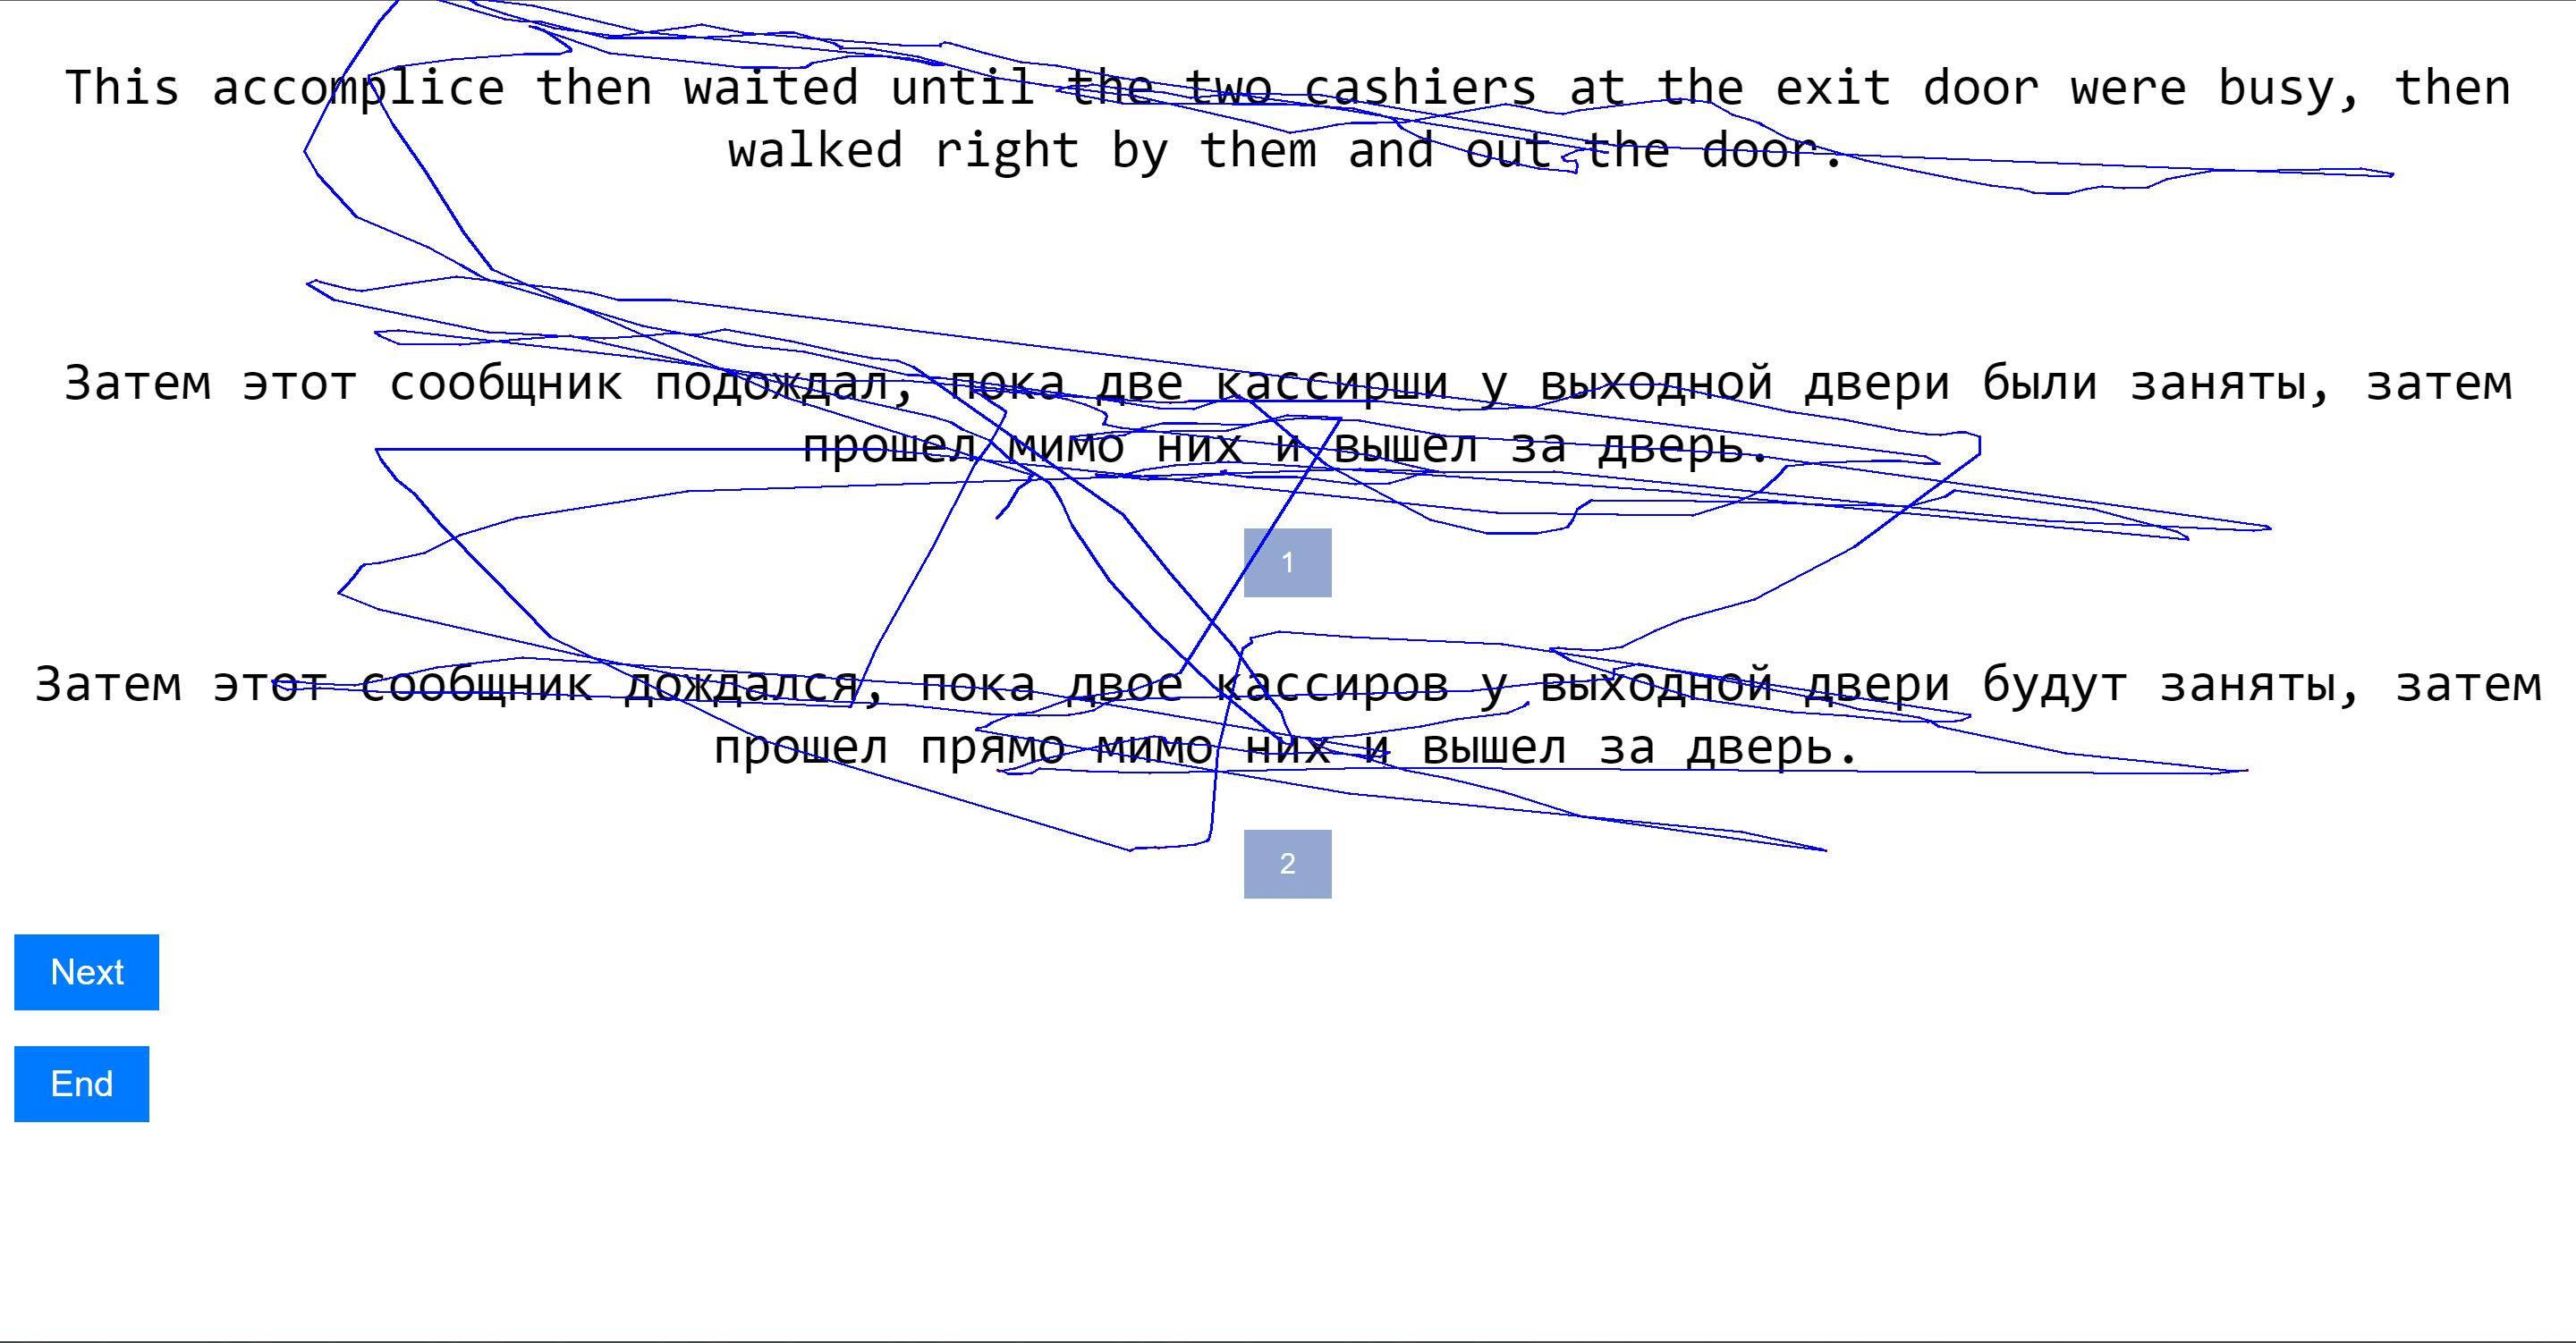 This accomplice then waited until the two cashiers at the exit door were busy, then
walked right by them and out the door.
Затем этот сообщник подождал, пока две кассирши у выходной двери были заняты, затем
прошел мимо них и вышел за дверь.
1
Затем этот сообщник дождался, пока двое кассиров у выходной двери будут заняты, затем
прошел прямо мимо них и вышел за дверь.
2
Next
End